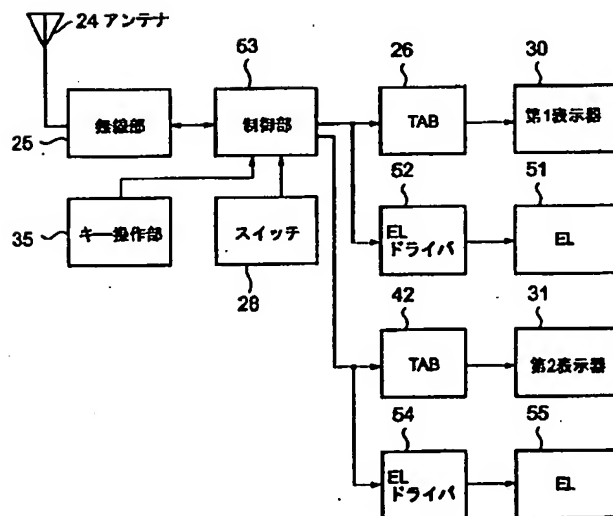 24 アンテナ
53
26
30
無線部
制御部
TAB
第1表示器
25
52
51
キー操作部
スイッチ
EL
ドライバ
EL
35
28
42
31
TAB
第2表示器
54
55
EL
ドライバ
EL